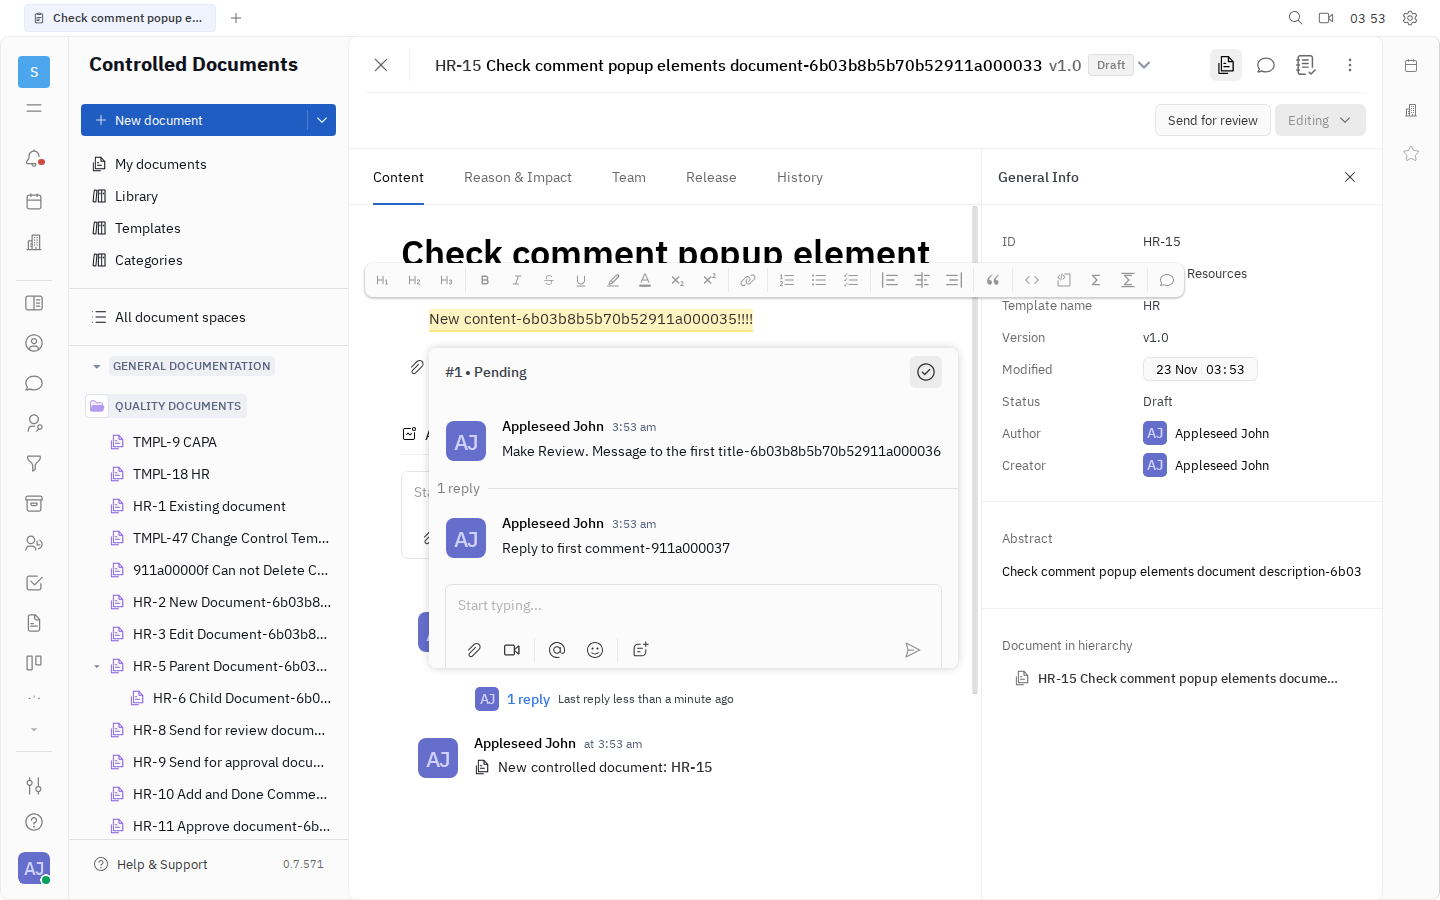 Check comment popup e...
03 53
S
Controlled Documents
New document
My documents
Library
Templates
Categories
All document spaces
GENERAL DOCUMENTATION
QUALITY DOCUMENTS
TMPL-9 CAPA
TMPL-18 HR
HR-1 Existing document
TMPL-47 Change Control Tem...
911a00000f Can not Delete C...
HR-2 New Document-6b03b8...
HR-3 Edit Document-6b03b8...
HR-5 Parent Document-6b03...
HR-6 Child Document-6b0...
HR-8 Send for review docum...
HR-9 Send for approval docu...
HR-10 Add and Done Comme...
HR-11 Approve document-6b...
Help & Support
0.7.571
AJ
HR-15 Check comment popup elements document-6b03b8b5b70b52911a000033 v1.0 Draft
Send for review
Editing
Content
Reason & Impact
Team
Release
History
Check comment popup element
H1 H2 H3 B I S U A X2 X2 Σ Σ
New content-6b03b8b5b70b52911a000035!!!!
#1 • Pending
AJ
Appleseed John 3:53 am
Make Review. Message to the first title-6b03b8b5b70b52911a000036
1 reply
AJ
Appleseed John 3:53 am
Reply to first comment-911a000037
Start typing...
AJ
1 reply
Last reply less than a minute ago
AJ
Appleseed John at 3:53 am
New controlled document: HR-15
General Info
ID
HR-15
Resources
Template name
HR
Version
v1.0
Modified
23 Nov 03:53
Status
Draft
Author
AJ Appleseed John
Creator
AJ Appleseed John
Abstract
Check comment popup elements document description-6b03
Document in hierarchy
HR-15 Check comment popup elements docume...